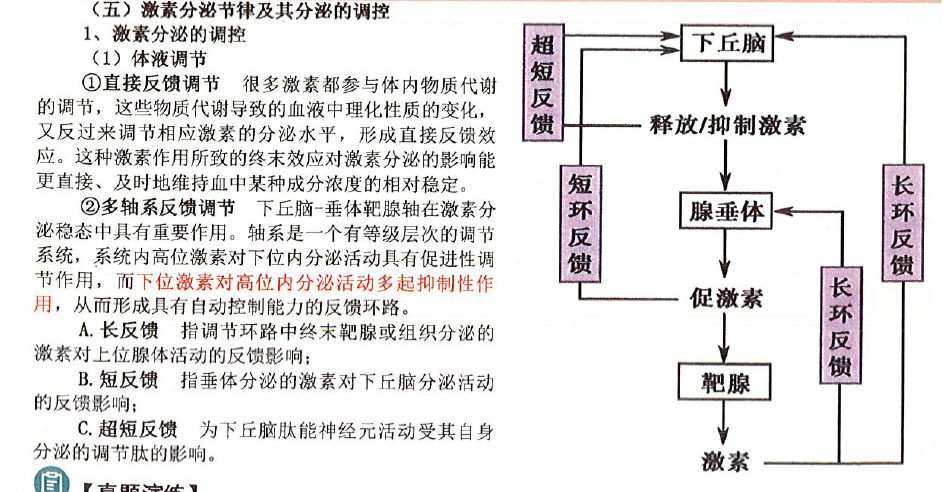 （五）激素分泌节律及其分泌的调控
1、激素分泌的调控
（1）体液调节
①直接反馈调节 很多激素都参与体内物质代谢
的调节，这些物质代谢导致的血液中理化性质的变化，
又反过来调节相应激素的分泌水平，形成直接反馈效
应。这种激素作用所致的终末效应对激素分泌的影响能
更直接、及时地维持血中某种成分浓度的相对稳定。
②多轴系反馈调节 下丘脑-垂体靶腺轴在激素分
泌稳态中具有重要作用。轴系是一个有等级层次的调节
系统，系统内高位激素对下位内分泌活动具有促进性调
节作用，而下位激素对高位内分泌活动多起抑制性作
用，从而形成具有自动控制能力的反馈环路。
A.长反馈 指调节环路中终末靶腺或组织分泌的
激素对上位腺体活动的反馈影响；
B.短反馈 指垂体分泌的激素对下丘脑分泌活动
的反馈影响；
C.超短反馈 为下丘脑肽能神经元活动受其自身
分泌的调节肽的影响。
【真题演练】
超短反馈
下丘脑
释放/抑制激素
短环反馈
腺垂体
长环反馈
促激素
长环反馈
靶腺
激素